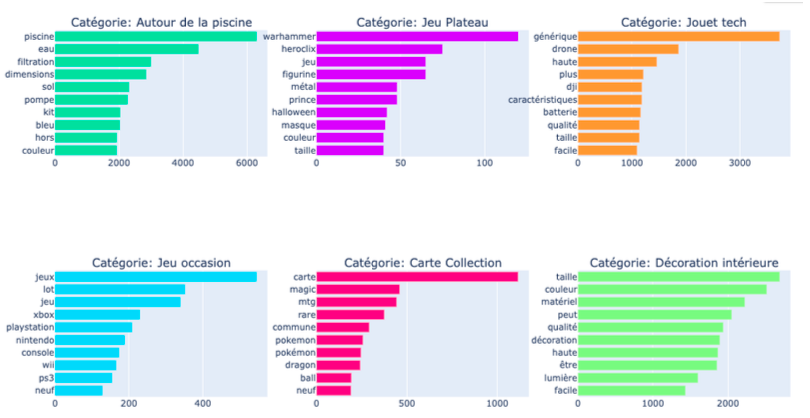 Catégorie: Autour de la piscine
piscine
eau
filtration
dimensions
sol
pompe
kit
bleu
hors
couleur
0 2000 4000 6000
Catégorie: Jeu Plateau
warhammer
heroclix
jeu
figurine
métal
prince
halloween
masque
couleur
taille
0 50 100
Catégorie: Jouet tech
générique
drone
haute
plus
dji
caractéristiques
batterie
qualité
taille
facile
0 1000 2000 3000
Catégorie: Jeu occasion
jeux
lot
jeu
xbox
playstation
nintendo
console
wii
ps3
neuf
0 200 400
Catégorie: Carte Collection
carte
magic
mtg
rare
commune
pokemon
pokémon
dragon
ball
neuf
0 500 1000
Catégorie: Décoration intérieure
taille
couleur
matériel
peut
qualité
décoration
haute
être
lumière
facile
0 1000 2000